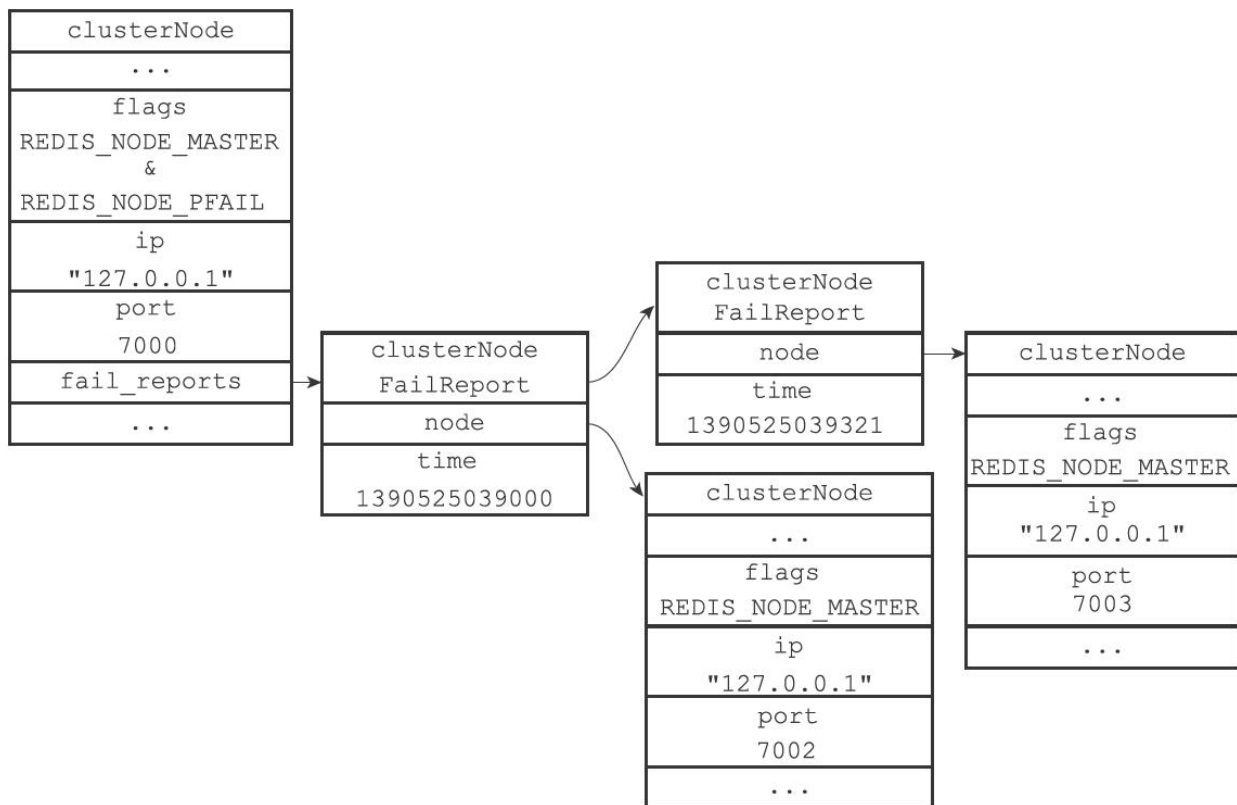 clusterNode
...
flags
REDIS_NODE_MASTER
&
REDIS_NODE_PFAIL
ip
"127.0.0.1"
port
7000
fail_reports
...
clusterNode
FailReport
node
time
1390525039000
clusterNode
FailReport
node
time
1390525039321
clusterNode
...
flags
REDIS_NODE_MASTER
ip
"127.0.0.1"
port
7002
...
clusterNode
...
flags
REDIS_NODE_MASTER
ip
"127.0.0.1"
port
7003
...